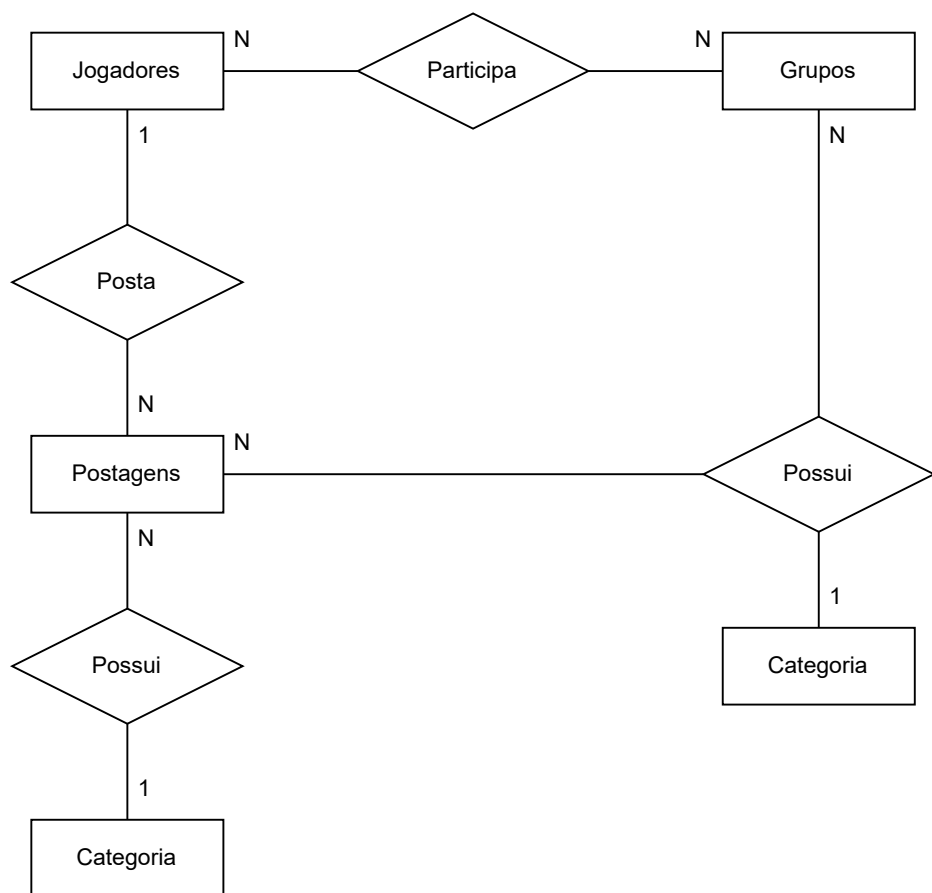 N
N
Jogadores
Participa
Grupos
1
N
Posta
N
N
Postagens
Possui
N
1
Possui
Categoria
1
Categoria